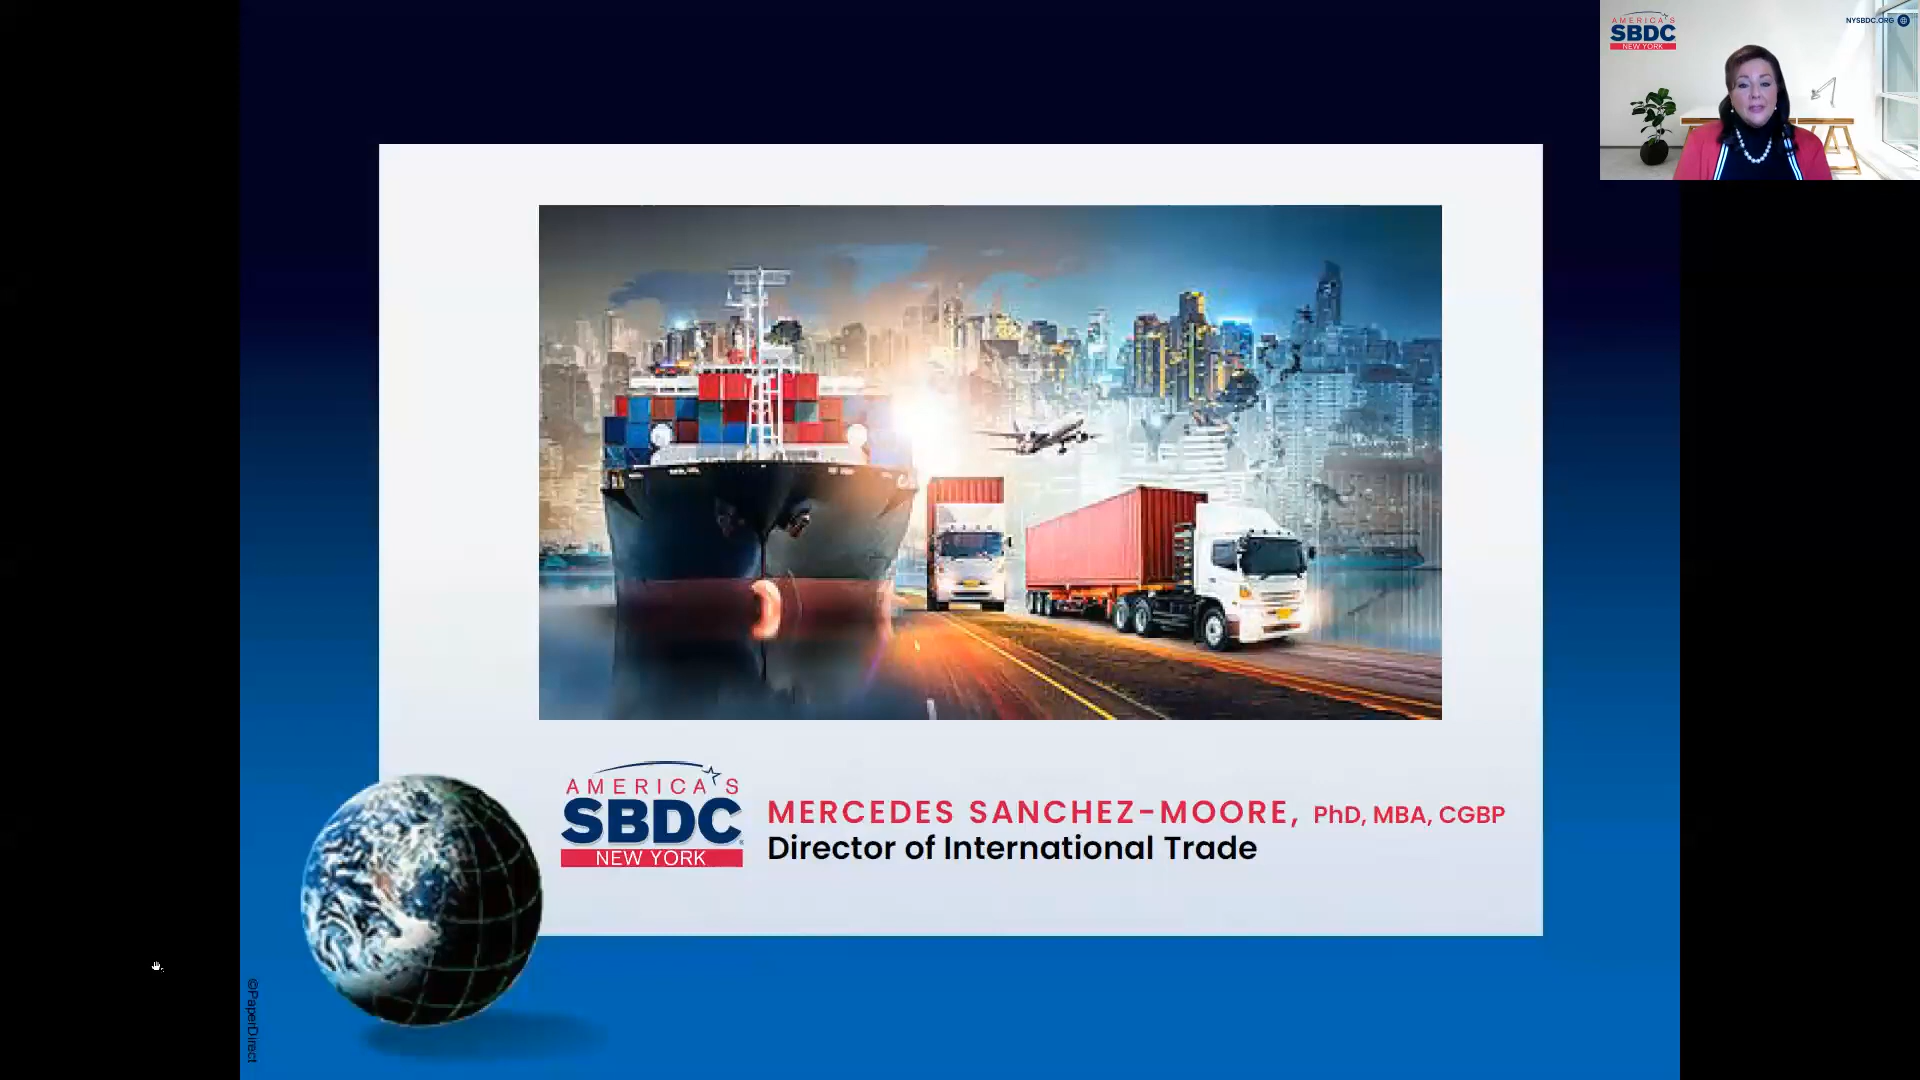 AMERICA'S
SBDC
NEW YORK
NYSBDC.ORG
AMERICA'S
SBDC
NEW YORK
MERCEDES SANCHEZ-MOORE, PhD, MBA, CGBP
Director of International Trade
©PaperDirect